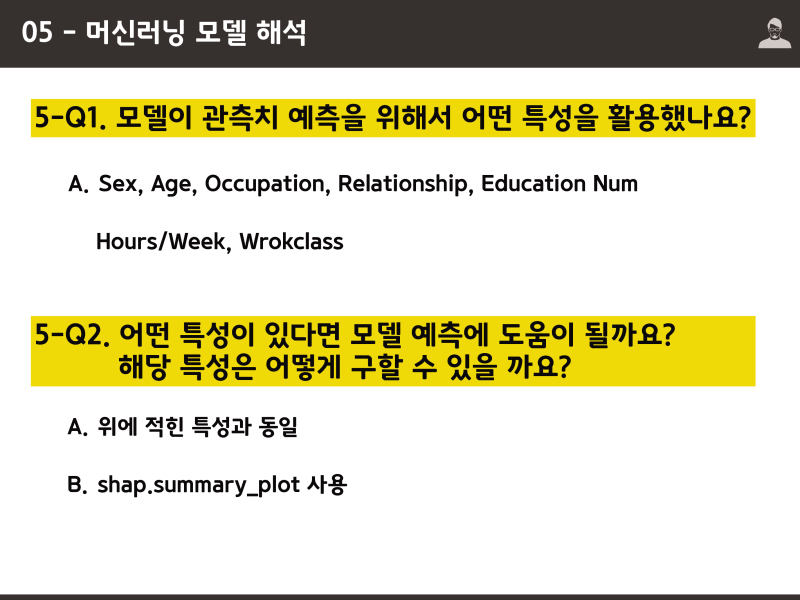 05 - 머신러닝 모델 해석
5-Q1. 모델이 관측치 예측을 위해서 어떤 특성을 활용했나요?
A. Sex, Age, Occupation, Relationship, Education Num
Hours/Week, Wrokclass
5-Q2. 어떤 특성이 있다면 모델 예측에 도움이 될까요?
해당 특성은 어떻게 구할 수 있을 까요?
A. 위에 적힌 특성과 동일
B. shap.summary_plot 사용